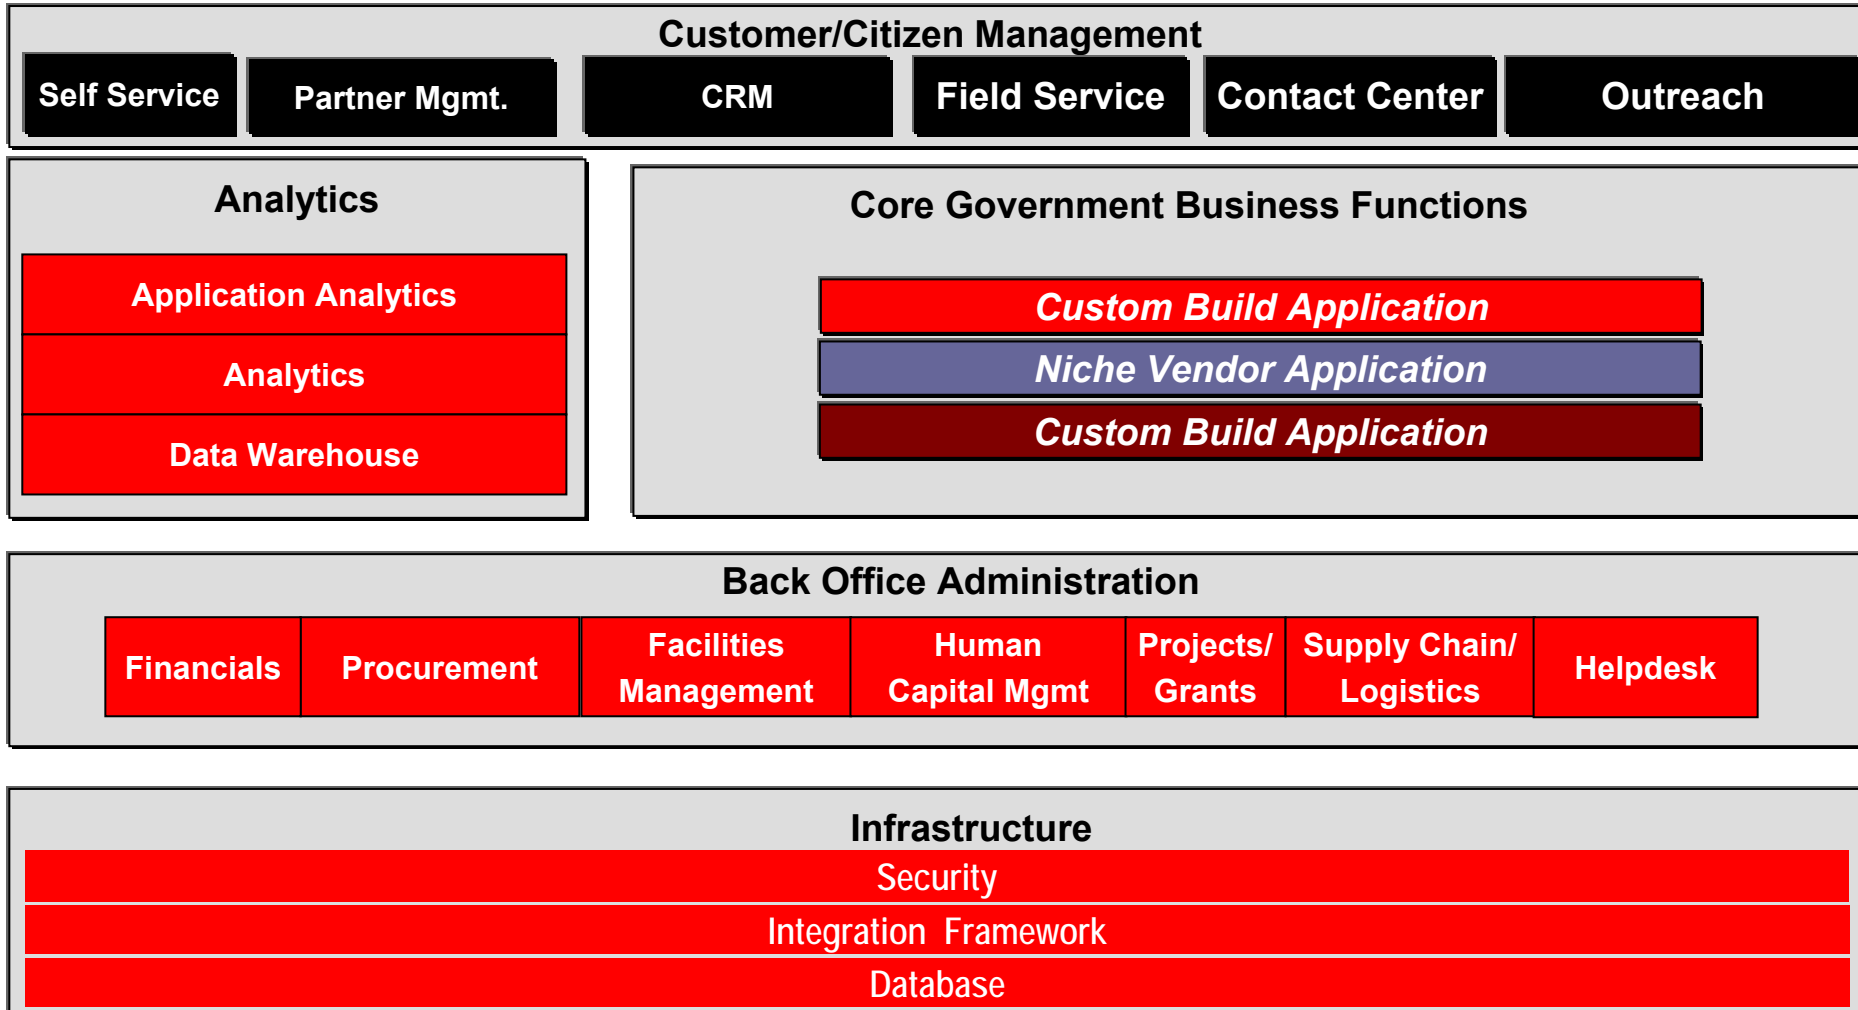 Customer/Citizen Management
Self Service
Partner Mgmt.
CRM
Field Service
Contact Center
Outreach
Analytics
Application Analytics
Analytics
Data Warehouse
Core Government Business Functions
Custom Build Application
Niche Vendor Application
Custom Build Application
Back Office Administration
Financials
Procurement
Facilities
Management
Human
Capital Mgmt
Projects/
Grants
Supply Chain/
Logistics
Helpdesk
Infrastructure
Security
Integration Framework
Database